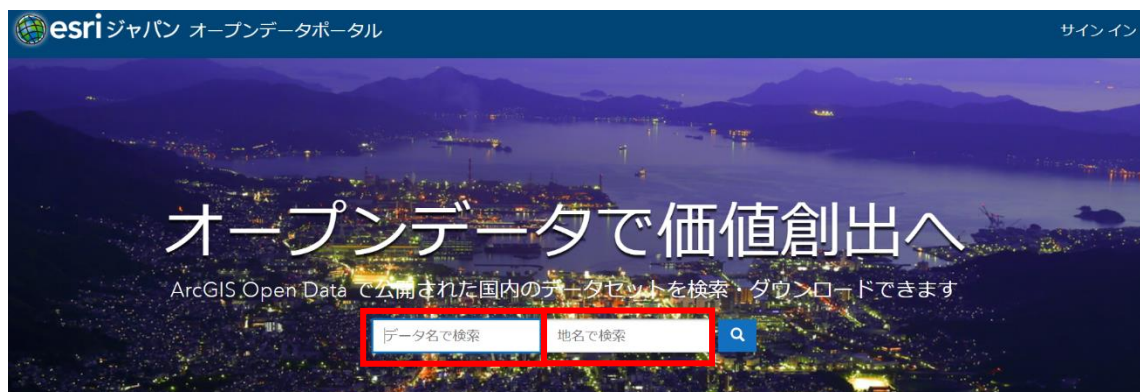 esriジャパン オープンデータポータル
サイン イン
オープンデータで価値創出へ
ArcGIS Open Data で公開された国内のデータセットを検索・ダウンロードできます
データ名で検索
地名で検索